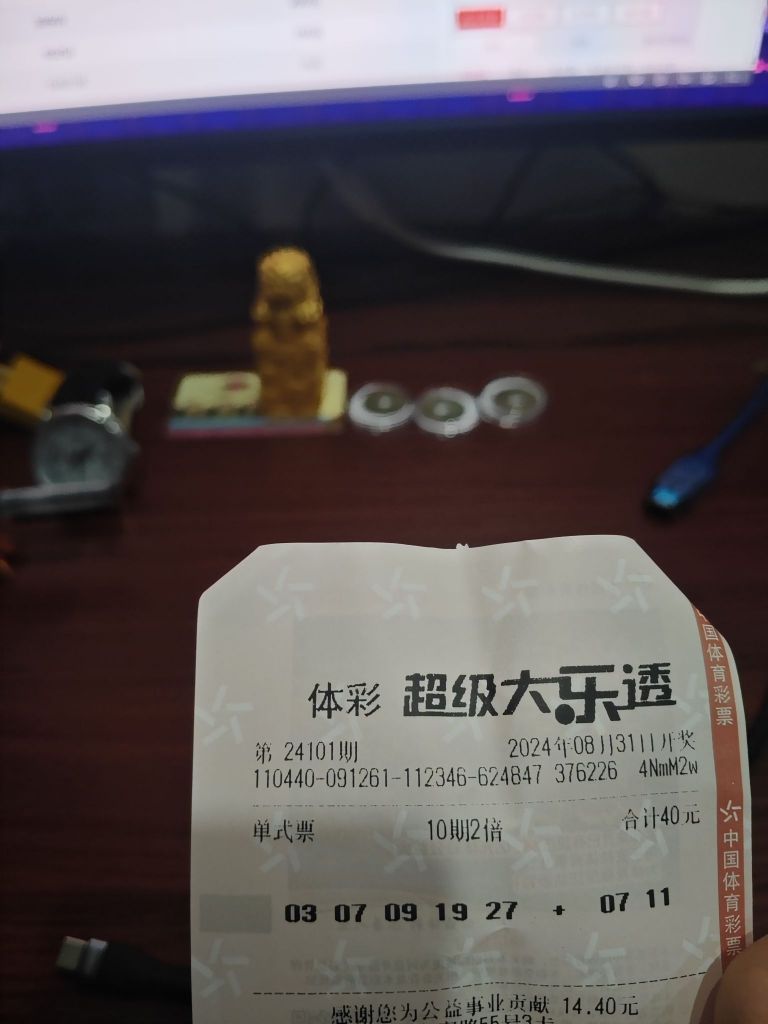 体彩 超级大乐透
第 24101期 2024年08月31日开奖
110440-091261-112346-624847 376226 4NmM2w
单式票 10期2倍 合计40元
03 07 09 19 27 + 07 11
感谢您为公益事业贡献 14.40元
中国体育彩票
中国体育彩票